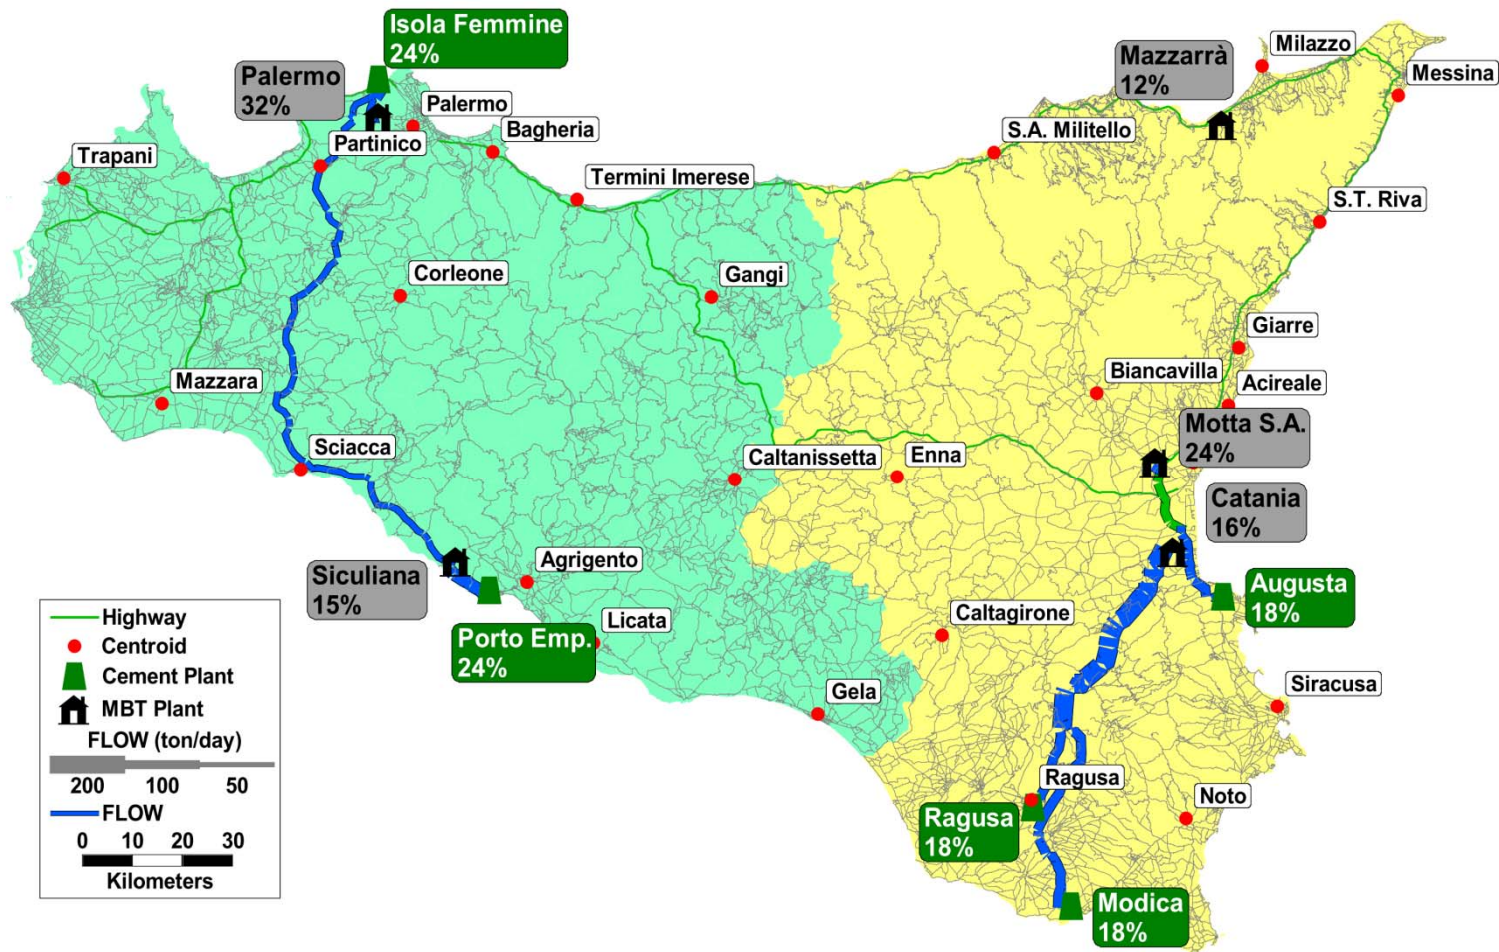 Isola Femmine
24%
Palermo
32%
Mazzarrà
12%
Milazzo
Messina
Palermo
Bagheria
S.A. Militello
Partinico
Trapani
Termini Imerese
S.T. Riva
Corleone
Gangi
Giarre
Mazzara
Biancavilla
Acireale
Motta S.A.
24%
Sciacca
Caltanissetta
Enna
Catania
16%
Siculiana
15%
Agrigento
Augusta
18%
Licata
Caltagirone
Porto Emp.
24%
Gela
Siracusa
Ragusa
Noto
Ragusa
18%
Modica
18%
Highway
Centroid
Cement Plant
MBT Plant
FLOW (ton/day)
200 100 50
FLOW
0 10 20 30
Kilometers